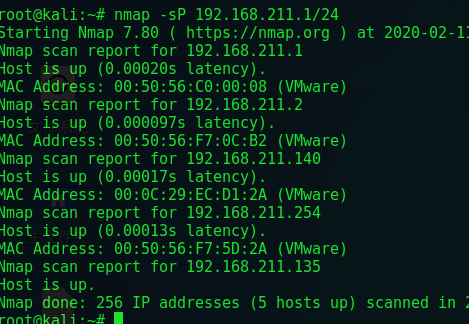 root@kali:~# nmap -sP 192.168.211.1/24
Starting Nmap 7.80 ( https://nmap.org ) at 2020-02-11
Nmap scan report for 192.168.211.1
Host is up (0.00020s latency).
MAC Address: 00:50:56:C0:00:08 (VMware)
Nmap scan report for 192.168.211.2
Host is up (0.000097s latency).
MAC Address: 00:50:56:F7:0C:B2 (VMware)
Nmap scan report for 192.168.211.140
Host is up (0.00017s latency).
MAC Address: 00:0C:29:EC:D1:2A (VMware)
Nmap scan report for 192.168.211.254
Host is up (0.00013s latency).
MAC Address: 00:50:56:F7:5D:2A (VMware)
Nmap scan report for 192.168.211.135
Host is up.
Nmap done: 256 IP addresses (5 hosts up) scanned in 2
root@kali:~#